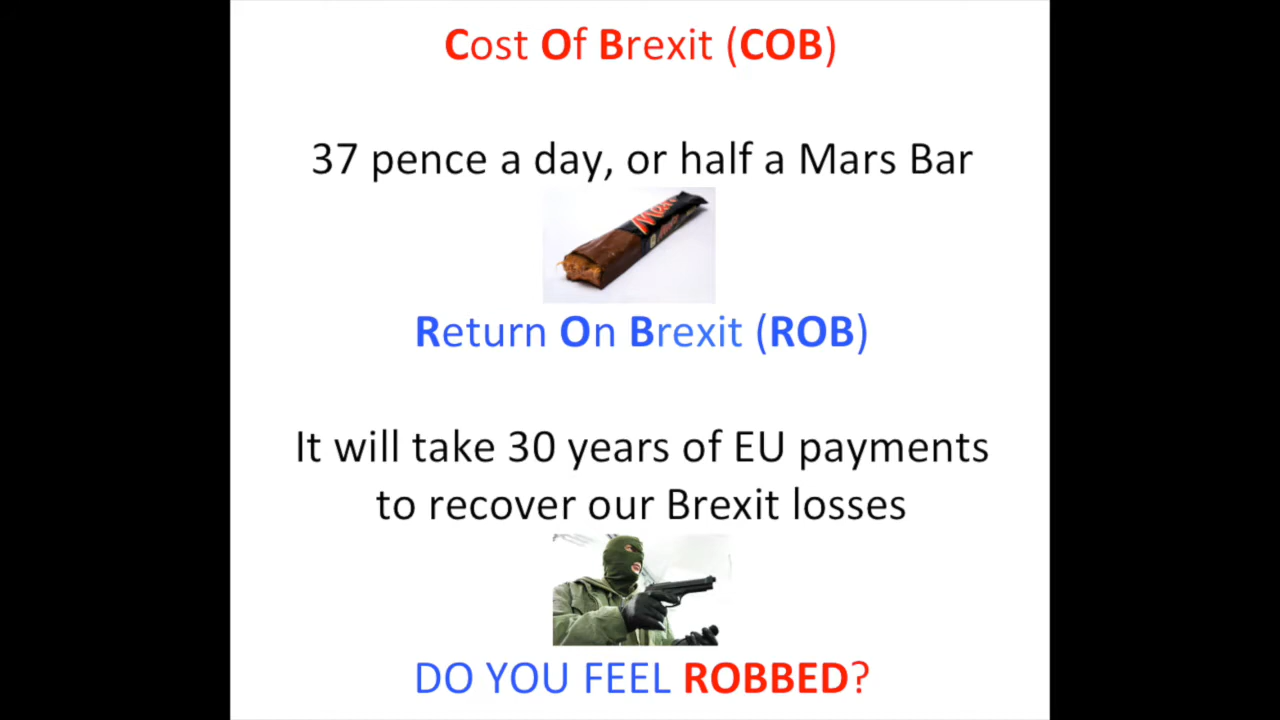 Cost Of Brexit (COB)
37 pence a day, or half a Mars Bar
Mars
Return On Brexit (ROB)
It will take 30 years of EU payments
to recover our Brexit losses
DO YOU FEEL ROBBED?